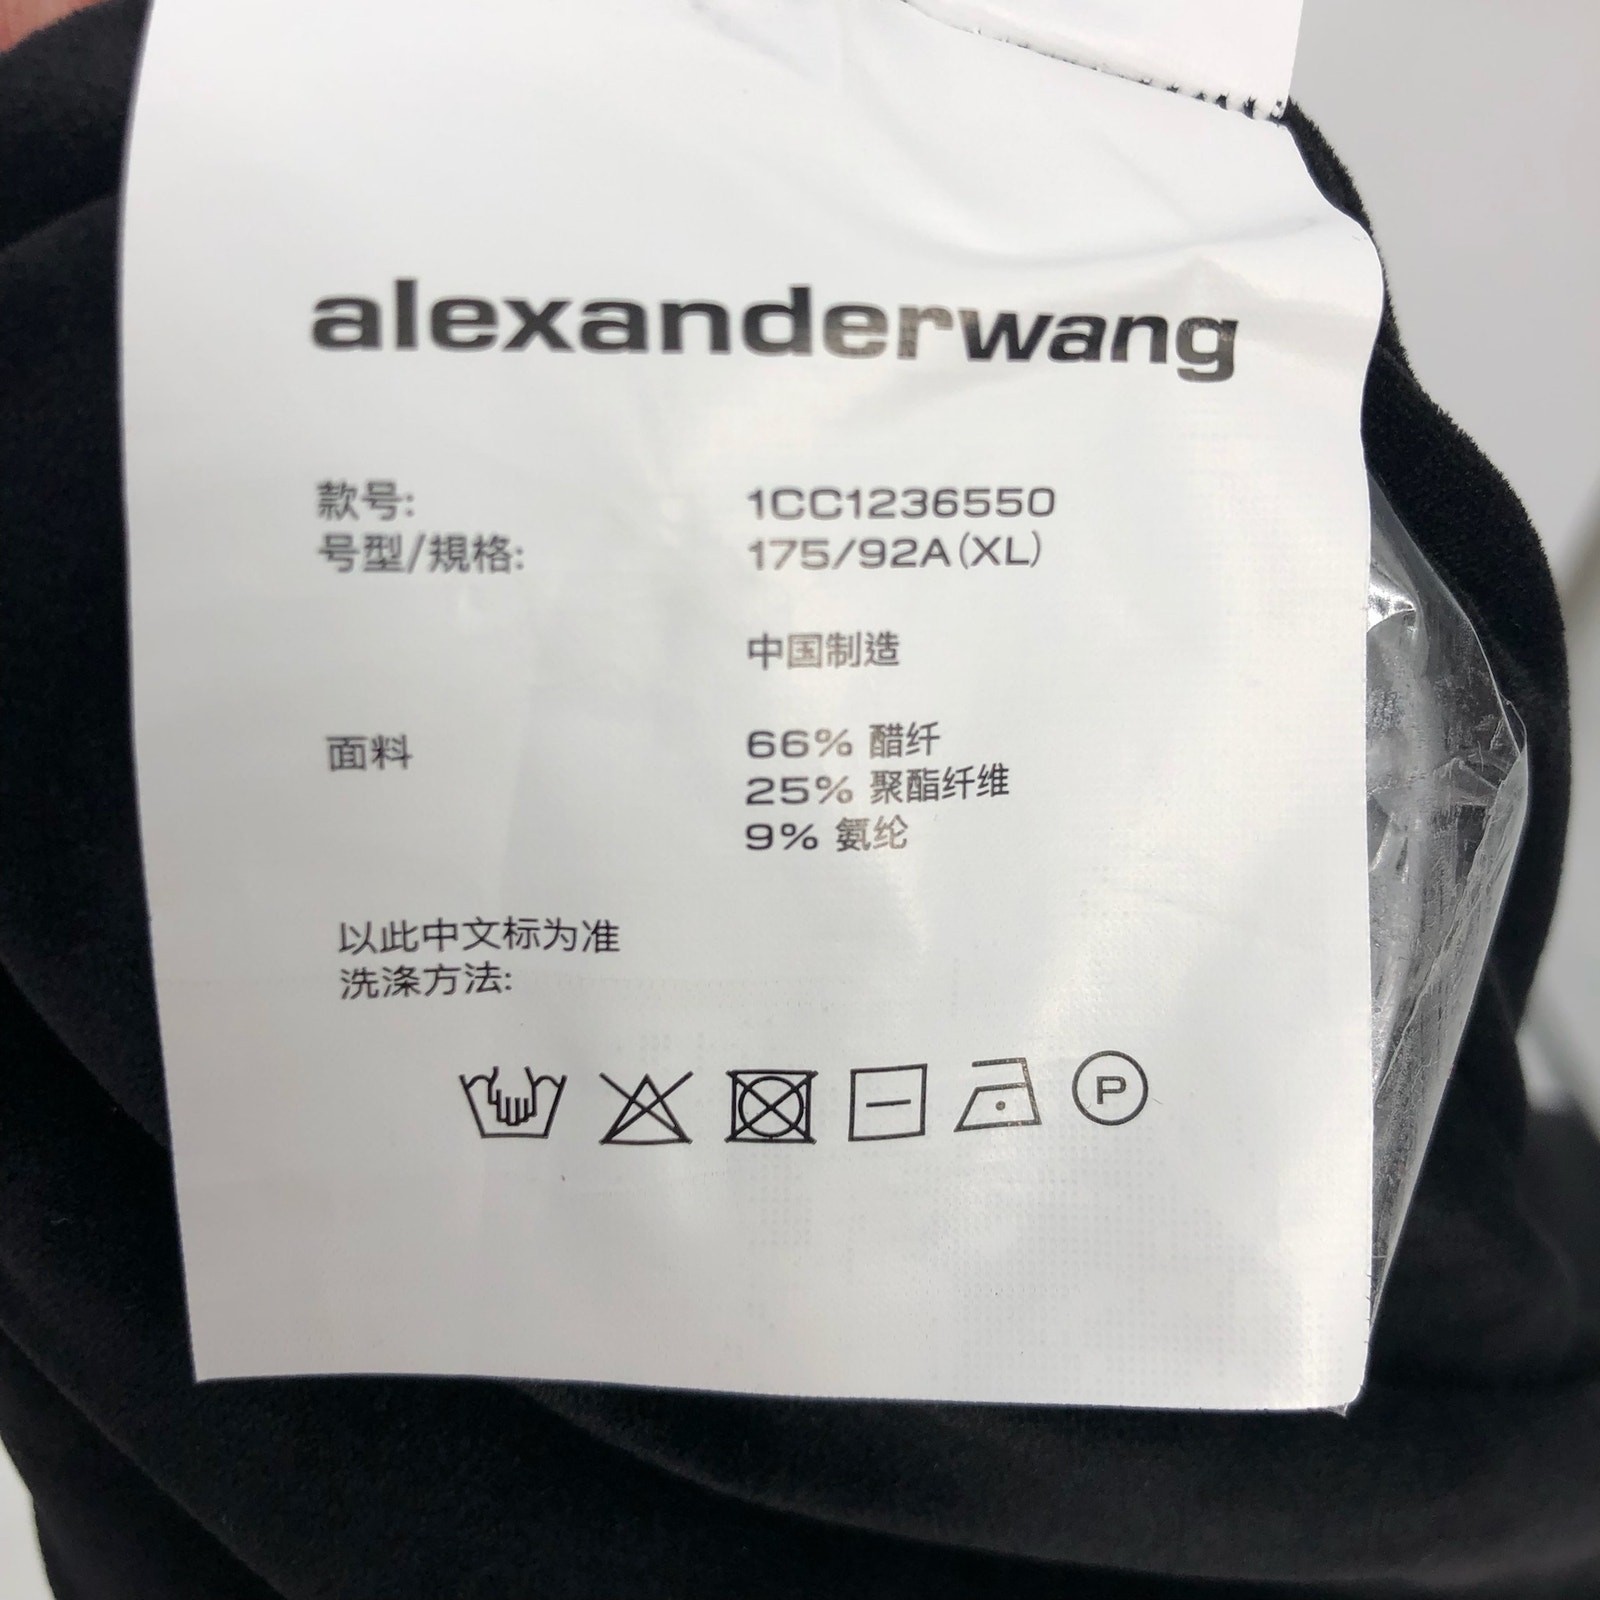 alexanderwang
款号: 1CC1236550
号型/規格: 175/92A(XL)
中国制造
面料 66% 醋纤
25% 聚酯纤维
9% 氨纶
以此中文标为准
洗涤方法:
P